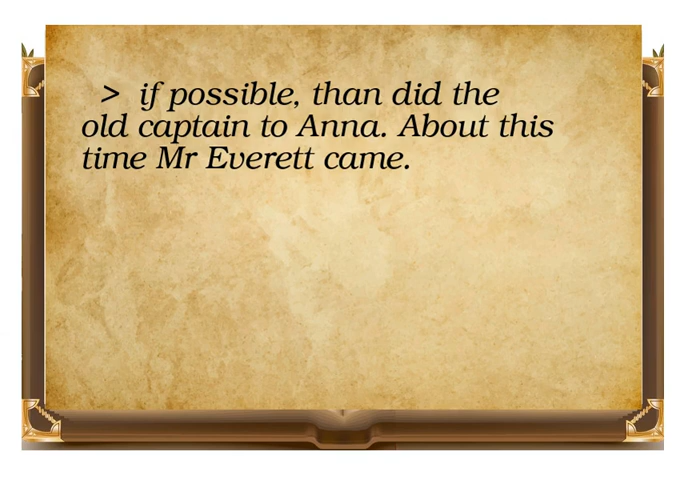 > if possible, than did the
old captain to Anna. About this
time Mr Everett came.